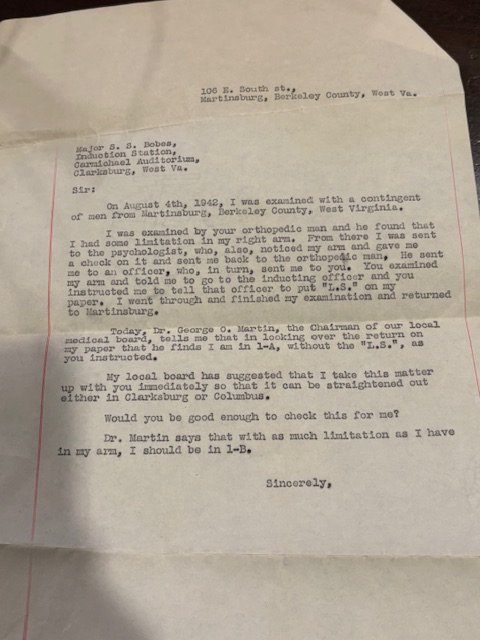 106 E. South st.,
Martinsburg, Berkeley County, West Va.
Major S. S. Bobes,
Induction Station,
Carmichael Auditorium,
Clarksburg, West Va.
Sir:
On August 4th, 1942, I was examined with a contingent
of men from Martinsburg, Berkeley County, West Virginia.
I was examined by your orthopedic man and he found that
I had some limitation in my right arm. From there I was sent
to the psychologist, who, also, noticed my arm and gave me
a check on it and sent me back to the orthopedic man. He sent
me to an officer, who, in turn, sent me to you. You examined
my arm and told me to go to the inducting officer and you
instructed me to tell that officer to put "L.S." on my
paper. I went through and finished my examination and returned
to Martinsburg.
Today, Dr. George O. Martin, the Chairman of our local
medical board, tells me that in looking over the return on
my paper that he finds I am in 1-A, without the "L.S.", as
you instructed.
My local board has suggested that I take this matter
up with you immediately so that it can be straightened out
either in Clarksburg or Columbus.
Would you be good enough to check this for me?
Dr. Martin says that with as much limitation as I have
in my arm, I should be in 1-B.
Sincerely,